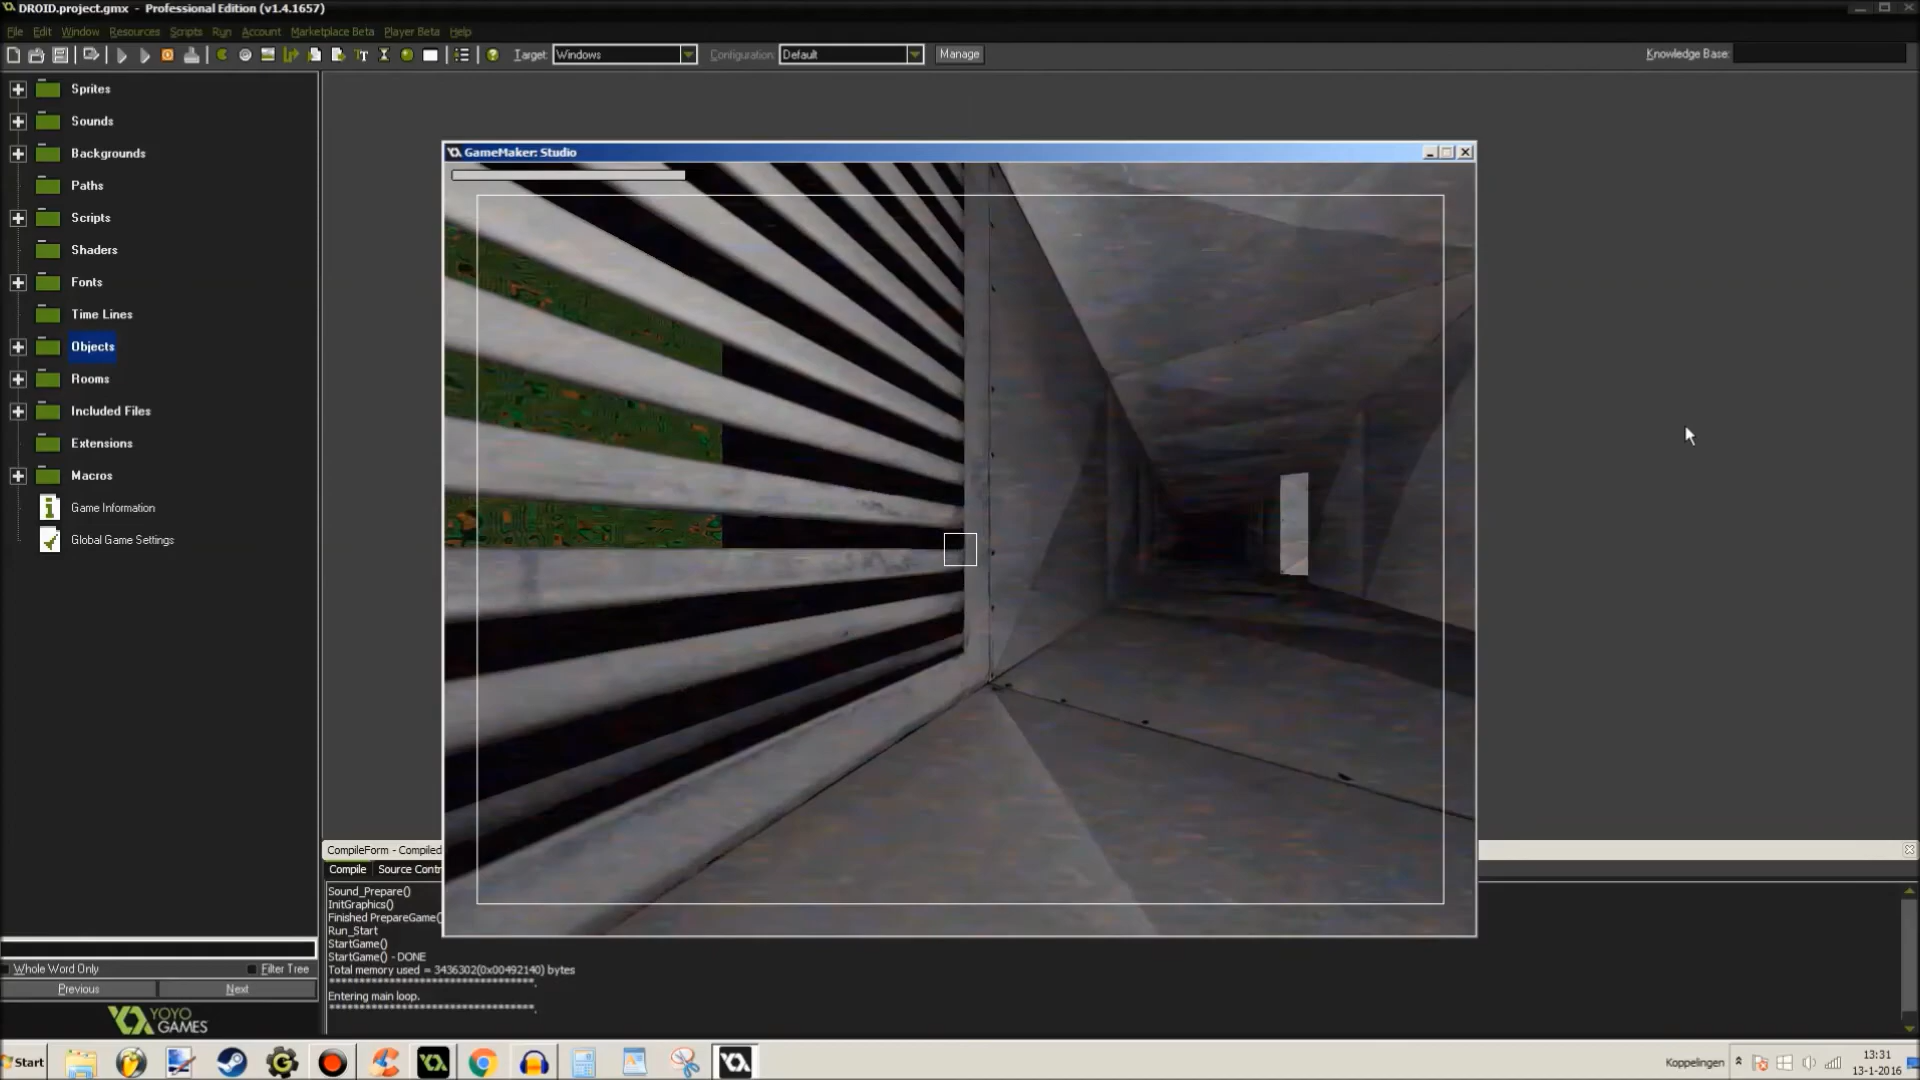 DROID.project.gmx - Professional Edition (v1.4.1657)
File Edit Window Resources Scripts Run Account Marketplace Beta Player Beta Help
Target: Windows Configuration: Default Manage Knowledge Base:
Sprites
Sounds
Backgrounds
Paths
Scripts
Shaders
Fonts
Time Lines
Objects
Rooms
Included Files
Extensions
Macros
Game Information
Global Game Settings
GameMaker: Studio
CompileForm - Compiled
Compile Source Contr
Sound_Prepare()
InitGraphics()
Finished PrepareGame()
Run_Start
StartGame()
StartGame() - DONE
Total memory used = 3436302(0x00492140) bytes
***********************************.
Entering main loop.
***********************************.
Whole Word Only Filter Tree
Previous Next
YOYO
GAMES
Start
Koppelingen
13:31
13-1-2016